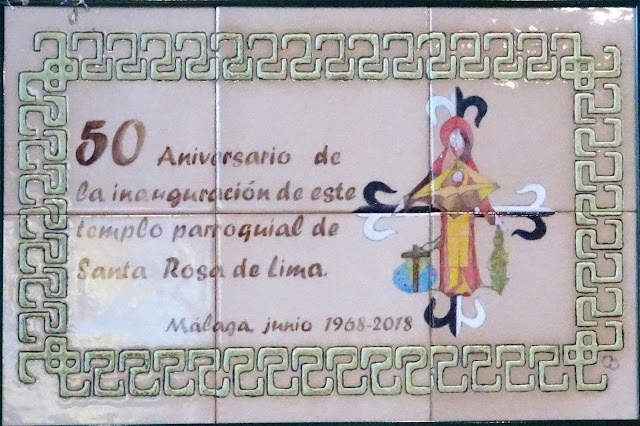 50 Aniversario de
la inauguración de este
templo parroquial de
Santa Rosa de Lima.
Málaga, junio 1968-2018